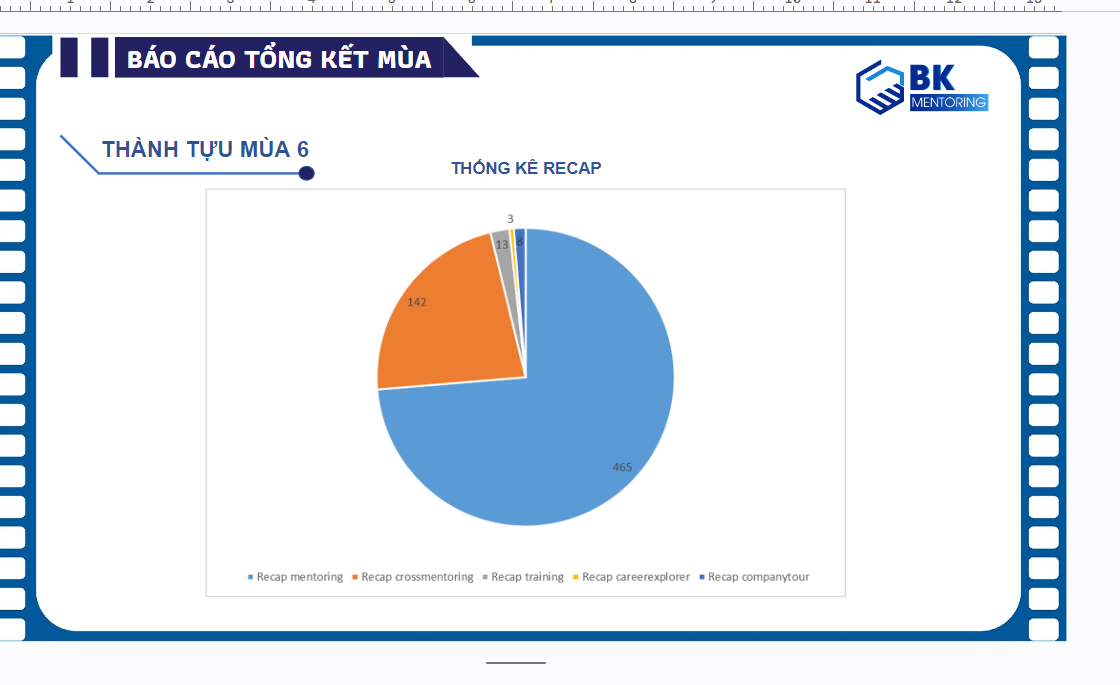 BÁO CÁO TỔNG KẾT MÙA
BK
MENTORING
THÀNH TỰU MÙA 6
THỐNG KÊ RECAP
3
13
8
142
465
Recap mentoring Recap crossmentoring Recap training Recap careerexplorer Recap companytour